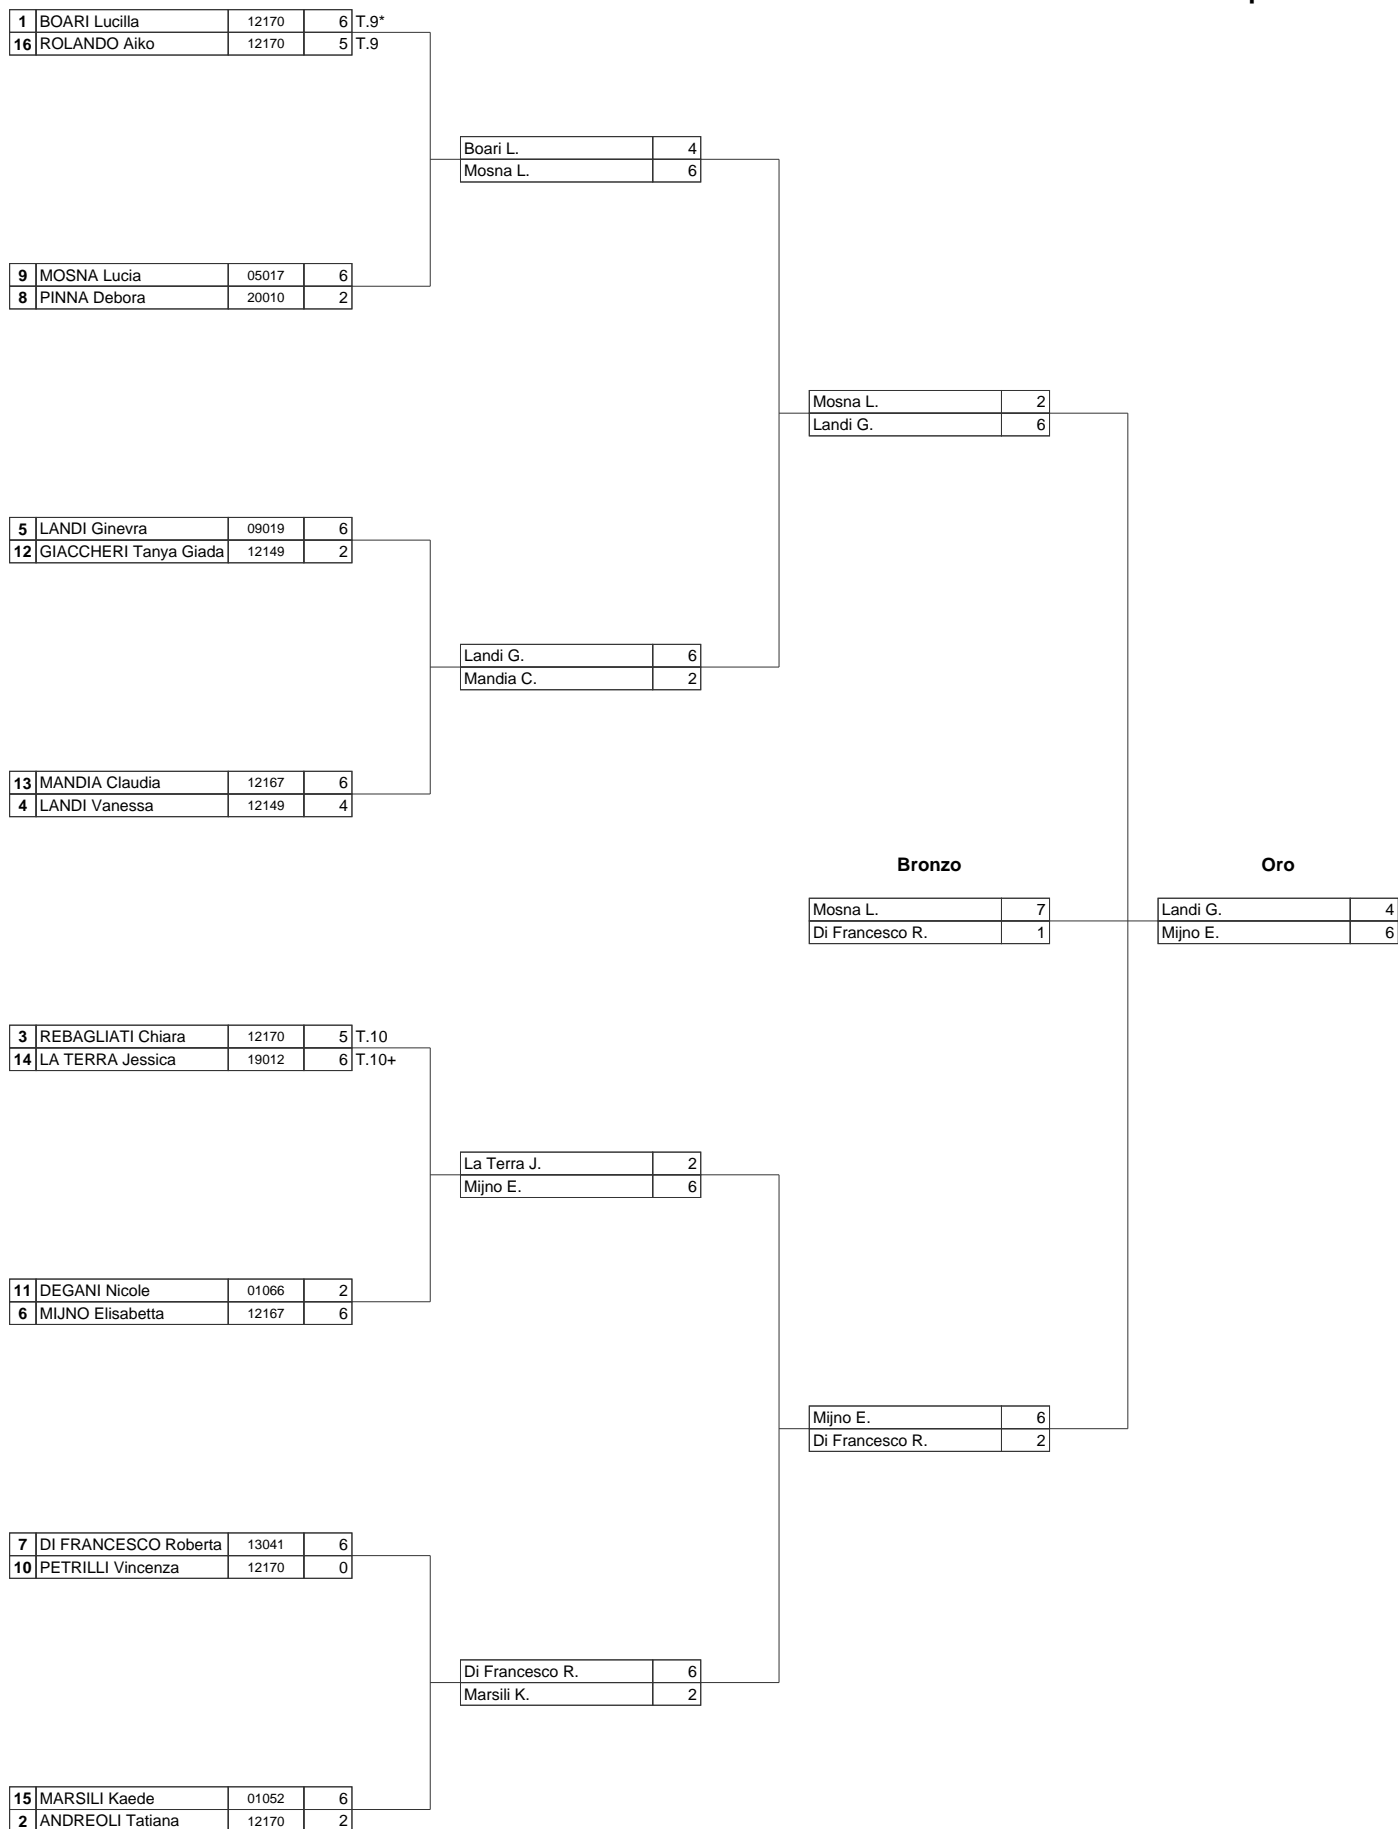 1 BOARI Lucilla 12170 6 T.9*
16 ROLANDO Aiko 12170 5 T.9
Boari L. 4
Mosna L. 6
9 MOSNA Lucia 05017 6
8 PINNA Debora 20010 2
Mosna L. 2
Landi G. 6
5 LANDI Ginevra 09019 6
12 GIACCHERI Tanya Giada 12149 2
Landi G. 6
Mandia C. 2
13 MANDIA Claudia 12167 6
4 LANDI Vanessa 12149 4
Bronzo Oro
Mosna L. 7 Landi G. 4
Di Francesco R. 1 Mijno E. 6
3 REBAGLIATI Chiara 12170 5 T.10
14 LA TERRA Jessica 19012 6 T.10+
La Terra J. 2
Mijno E. 6
11 DEGANI Nicole 01066 2
6 MIJNO Elisabetta 12167 6
Mijno E. 6
Di Francesco R. 2
7 DI FRANCESCO Roberta 13041 6
10 PETRILLI Vincenza 12170 0
Di Francesco R. 6
Marsili K. 2
15 MARSILI Kaede 01052 6
2 ANDREOLI Tatiana 12170 2